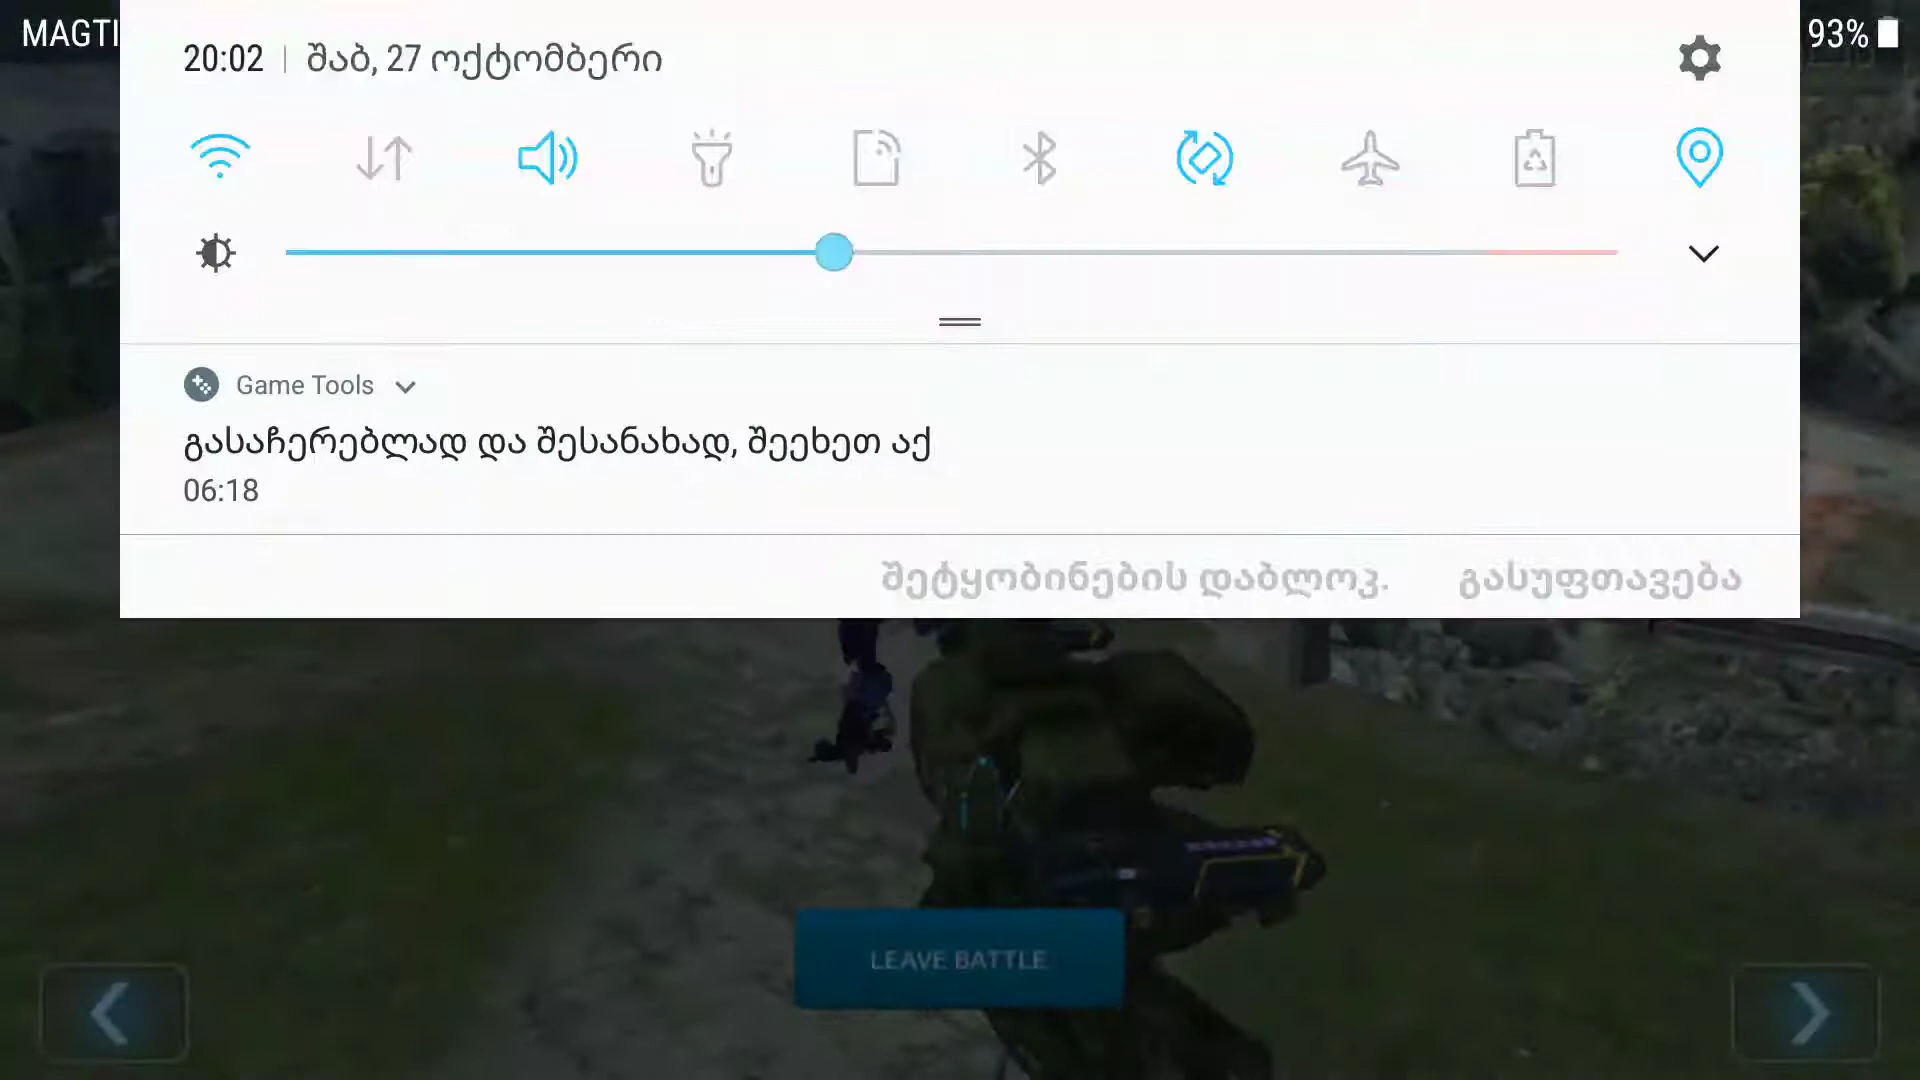 MAGTI
93%
20:02 | შაბ, 27 ოქტომბერი
Game Tools
გასაჩერებლად და შესანახად, შეეხეთ აქ
06:18
შეტყობინების დაბლოკ. გასუფთავება
LEAVE BATTLE